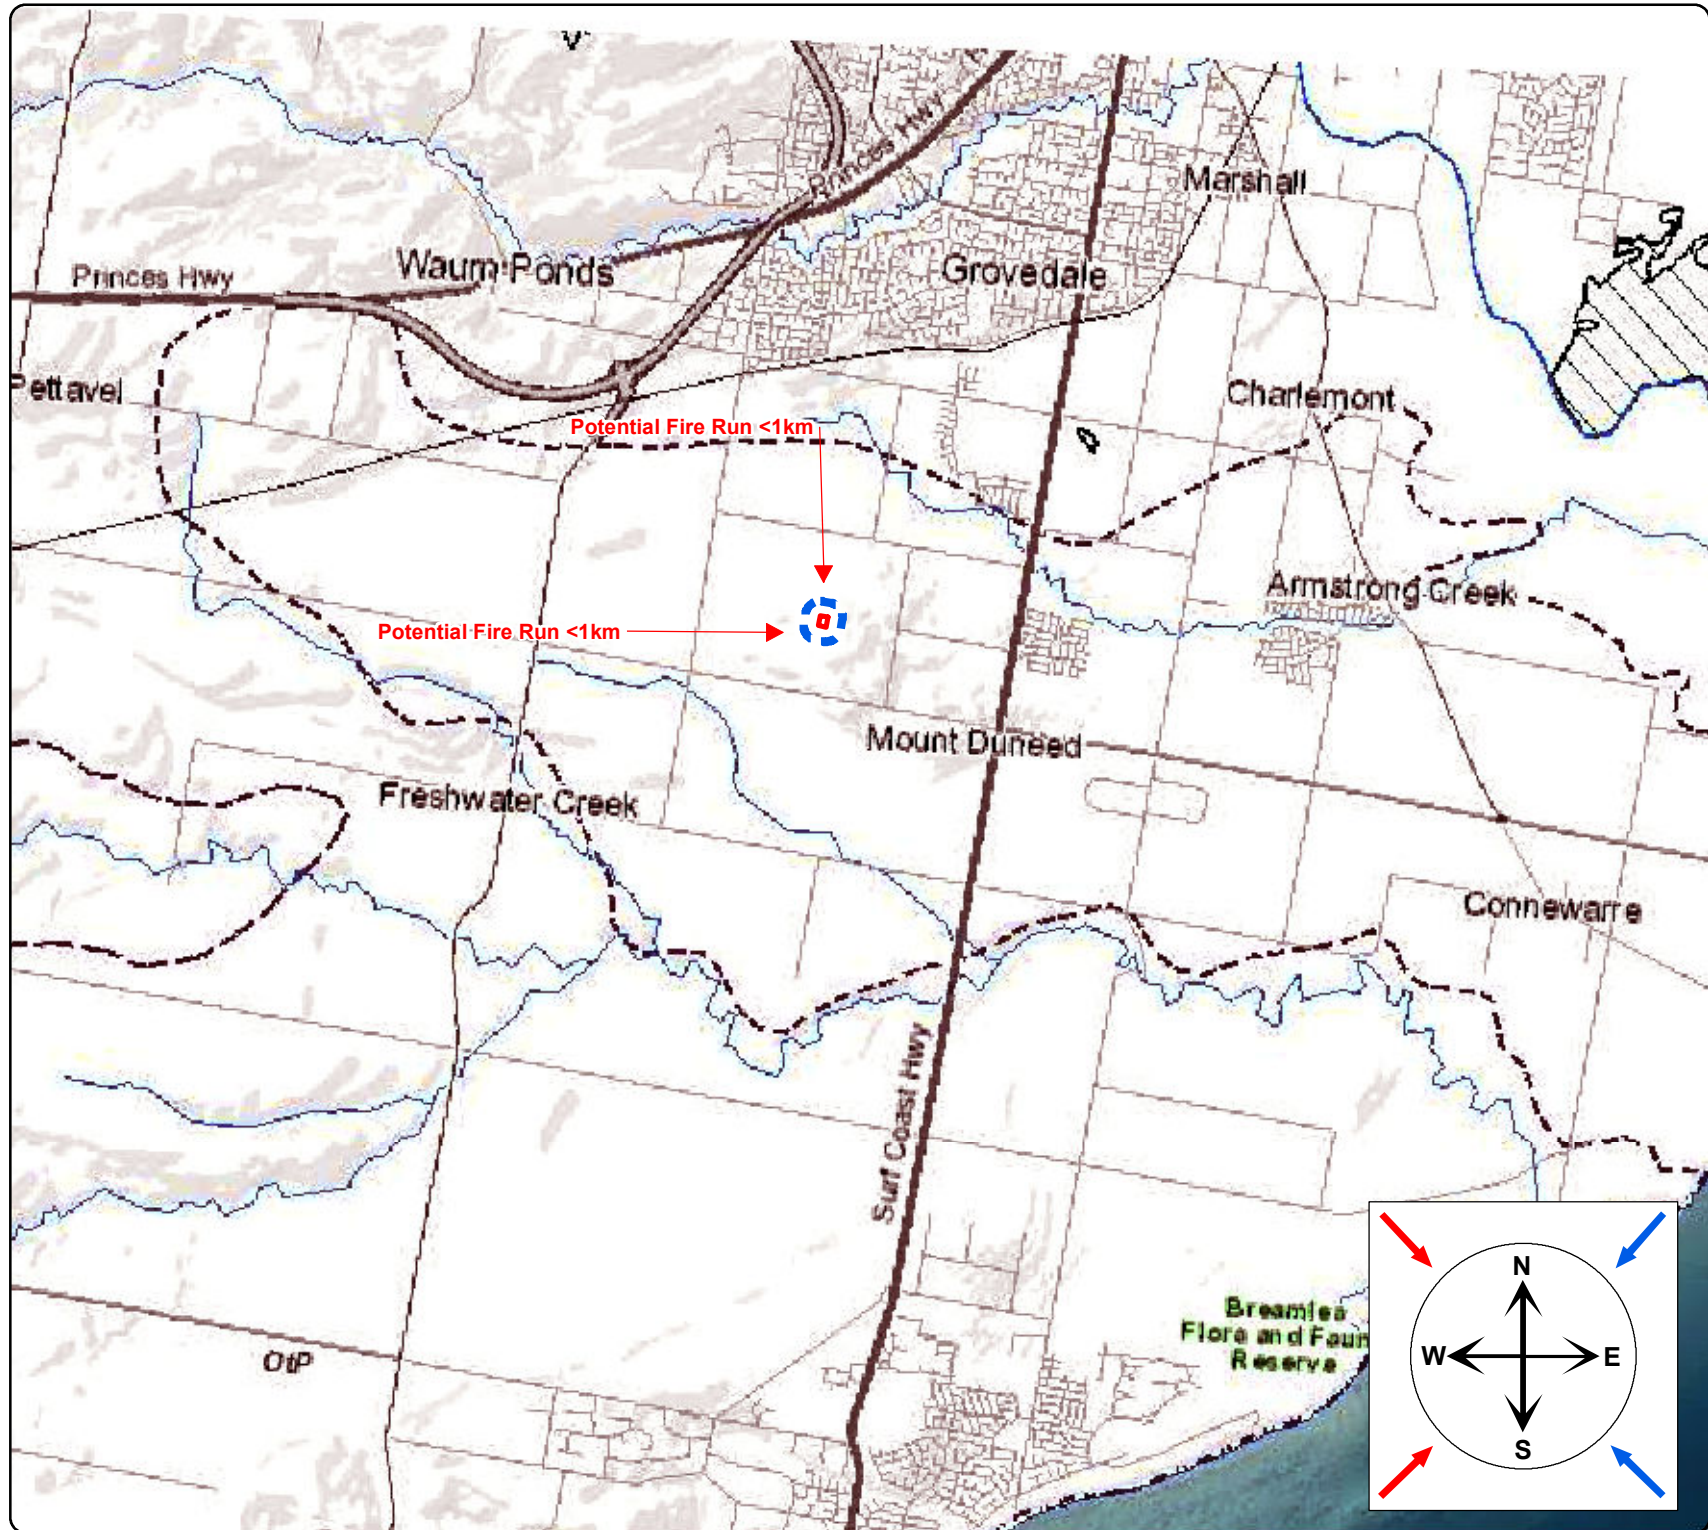 Princes Hwy
Marshall
Waurn Ponds
Grovedale
Princes Hwy
Pettavel
Charlemont
Potential Fire Run <1km
Armstrong Creek
Potential Fire Run <1km
Mount Duneed
Freshwater Creek
Connewarre
Surf Coast Hwy
Breamlea
Flora and Faun
Reserve
OtP
N
W
E
S